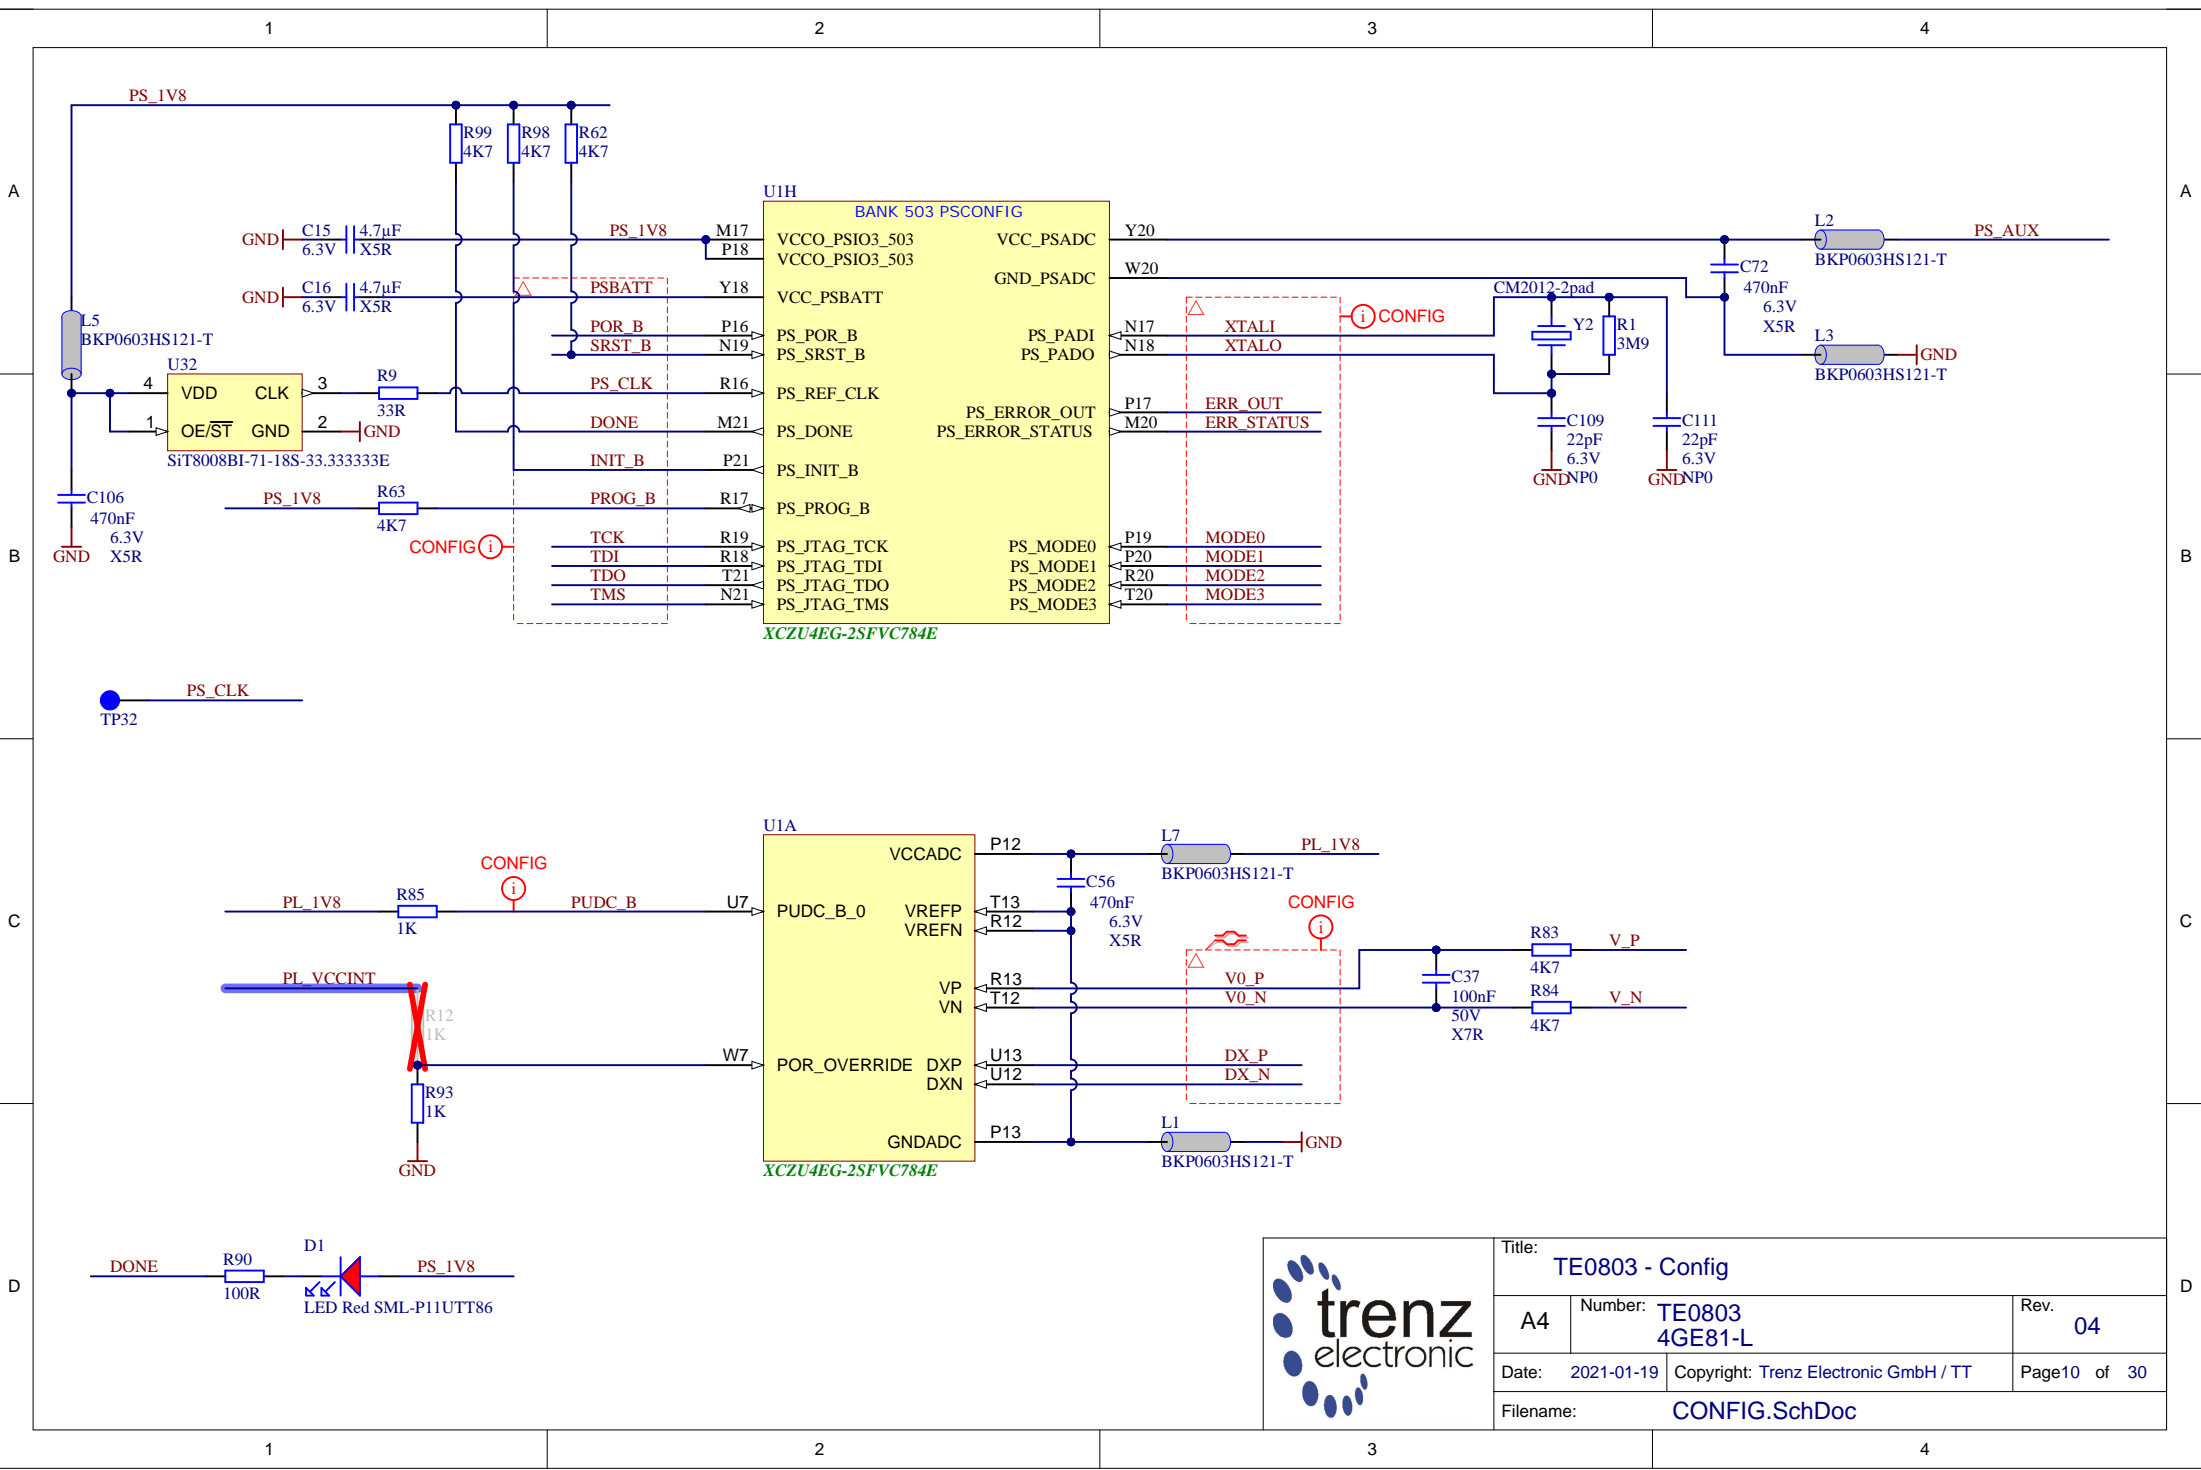 1 2 3 4
A A
B B
C C
D D
PS_1V8
R99
4K7
R98
4K7
R62
4K7
U1H
BANK 503 PSCONFIG
GND
C15
6.3V
4.7µF
X5R
PS_1V8
M17
VCCO_PSIO3_503
P18
VCCO_PSIO3_503
GND
C16
6.3V
4.7µF
X5R
PSBATT
Y18
VCC_PSBATT
POR_B
P16
PS_POR_B
SRST_B
N19
PS_SRST_B
L5
BKP0603HS121-T
U32
4 VDD
CLK 3
1 OE/ST
GND 2
GND
SiT8008BI-71-18S-33.333333E
R9
33R
PS_CLK
R16
PS_REF_CLK
DONE
M21
PS_DONE
INIT_B
P21
PS_INIT_B
C106
470nF
6.3V
X5R
GND
PS_1V8
R63
4K7
PROG_B
R17
PS_PROG_B
CONFIG i
TCK
R19
PS_JTAG_TCK
TDI
R18
PS_JTAG_TDI
TDO
T21
PS_JTAG_TDO
TMS
N21
PS_JTAG_TMS
XCZU4EG-2SFVC784E
VCC_PSADC
Y20
GND_PSADC
W20
L2
BKP0603HS121-T
PS_AUX
C72
470nF
6.3V
X5R
L3
BKP0603HS121-T
GND
i CONFIG
PS_PADI
N17
XTALI
PS_PADO
N18
XTALO
CM2012-2pad
Y2
R1
3M9
C109
22pF
6.3V
NP0
GND
C111
22pF
6.3V
NP0
GND
PS_ERROR_OUT
P17
ERR_OUT
PS_ERROR_STATUS
M20
ERR_STATUS
PS_MODE0
P19
MODE0
PS_MODE1
P20
MODE1
PS_MODE2
R20
MODE2
PS_MODE3
T20
MODE3
PS_CLK
TP32
U1A
PL_1V8
R85
1K
CONFIG
i
PUDC_B
U7
PUDC_B_0
PL_VCCINT
R12
1K
R93
1K
GND
W7
POR_OVERRIDE
XCZU4EG-2SFVC784E
VCCADC
P12
L7
BKP0603HS121-T
PL_1V8
C56
470nF
6.3V
X5R
VREFP
T13
VREFN
R12
CONFIG
i
VP
R13
V0_P
VN
T12
V0_N
C37
100nF
50V
X7R
R83
4K7
V_P
R84
4K7
V_N
DXP
U13
DX_P
DXN
U12
DX_N
GNDADC
P13
L1
BKP0603HS121-T
GND
DONE
R90
100R
D1
LED Red SML-P11UTT86
PS_1V8
trenz
electronic
Title:
TE0803 - Config
A4
Number: TE0803
4GE81-L
Rev.
04
Date: 2021-01-19
Copyright: Trenz Electronic GmbH / TT
Page10 of 30
Filename: CONFIG.SchDoc
1 2 3 4